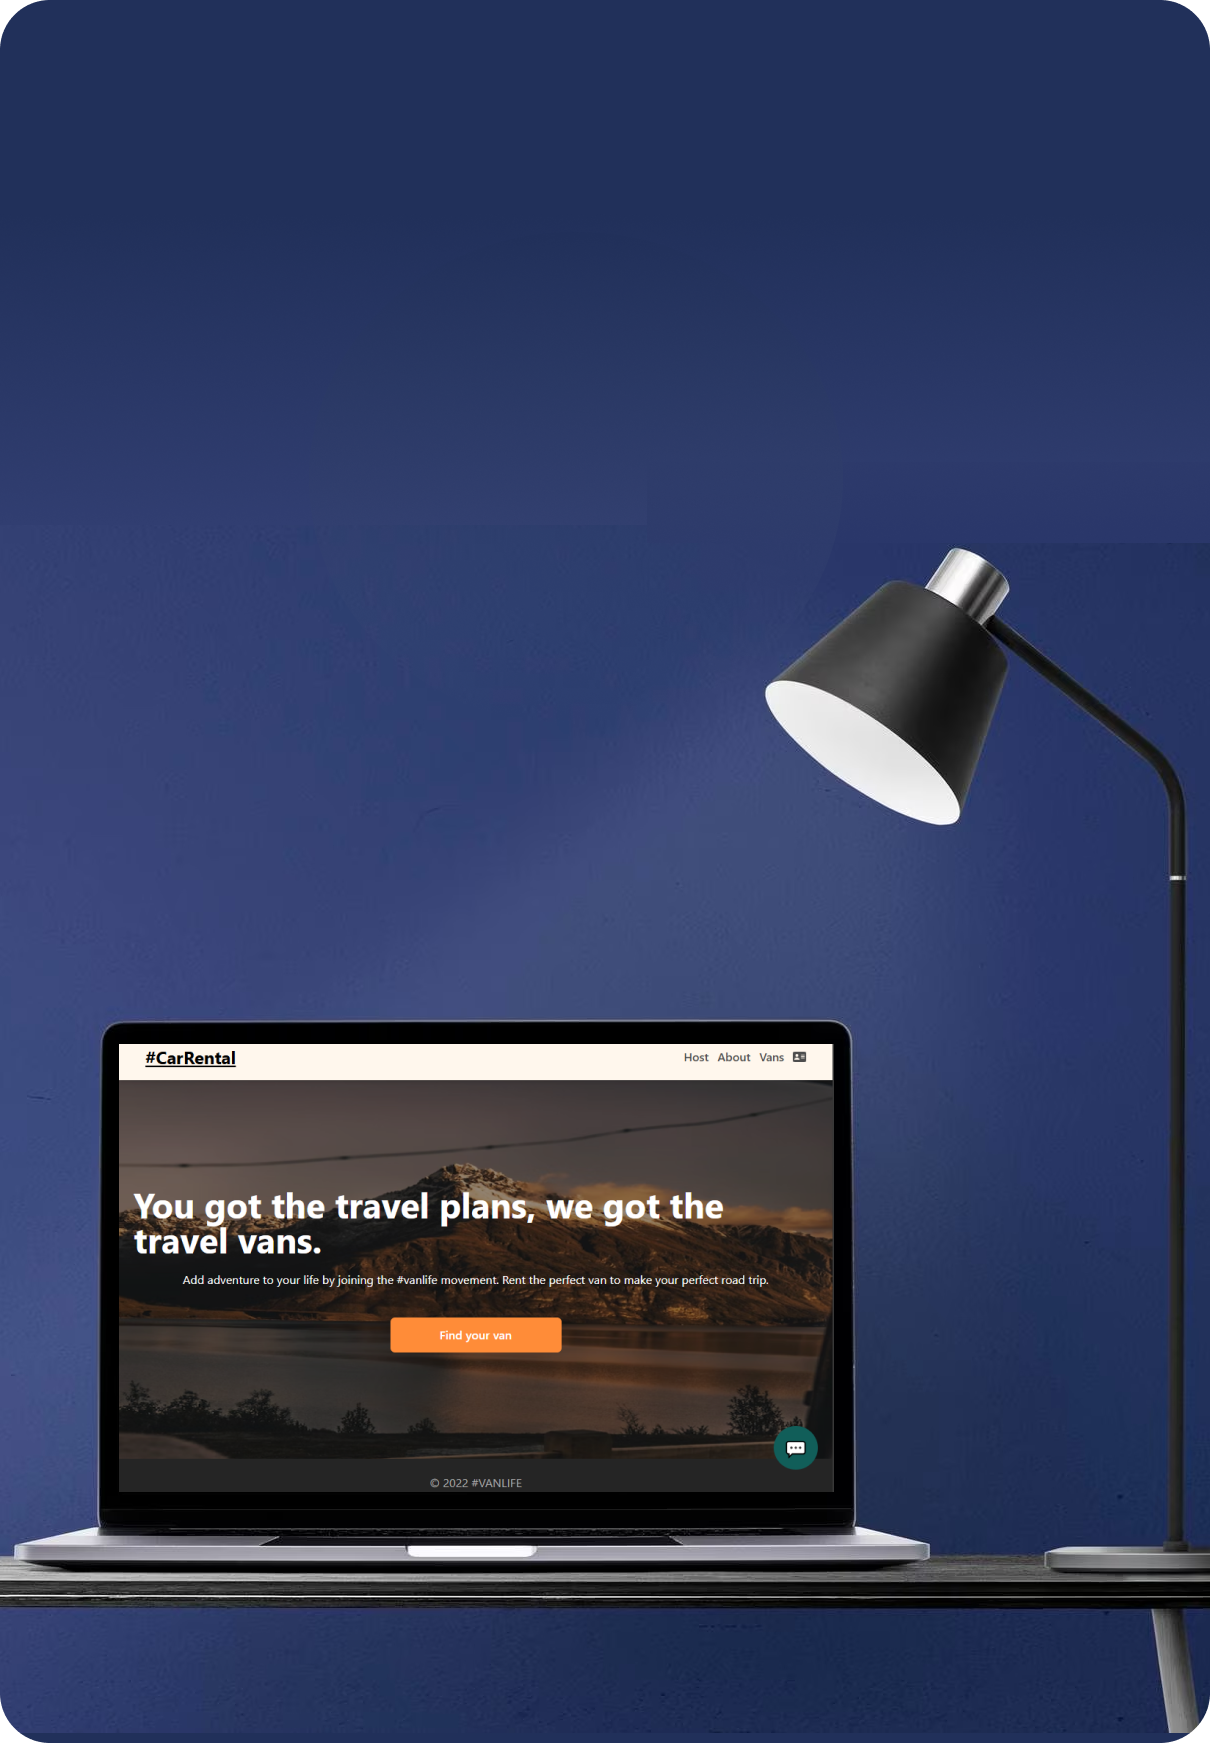 #CarRental
Host About Vans
You got the travel plans, we got the
travel vans.
Add adventure to your life by joining the #vanlife movement. Rent the perfect van to make your perfect road trip.
Find your van
© 2022 #VANLIFE